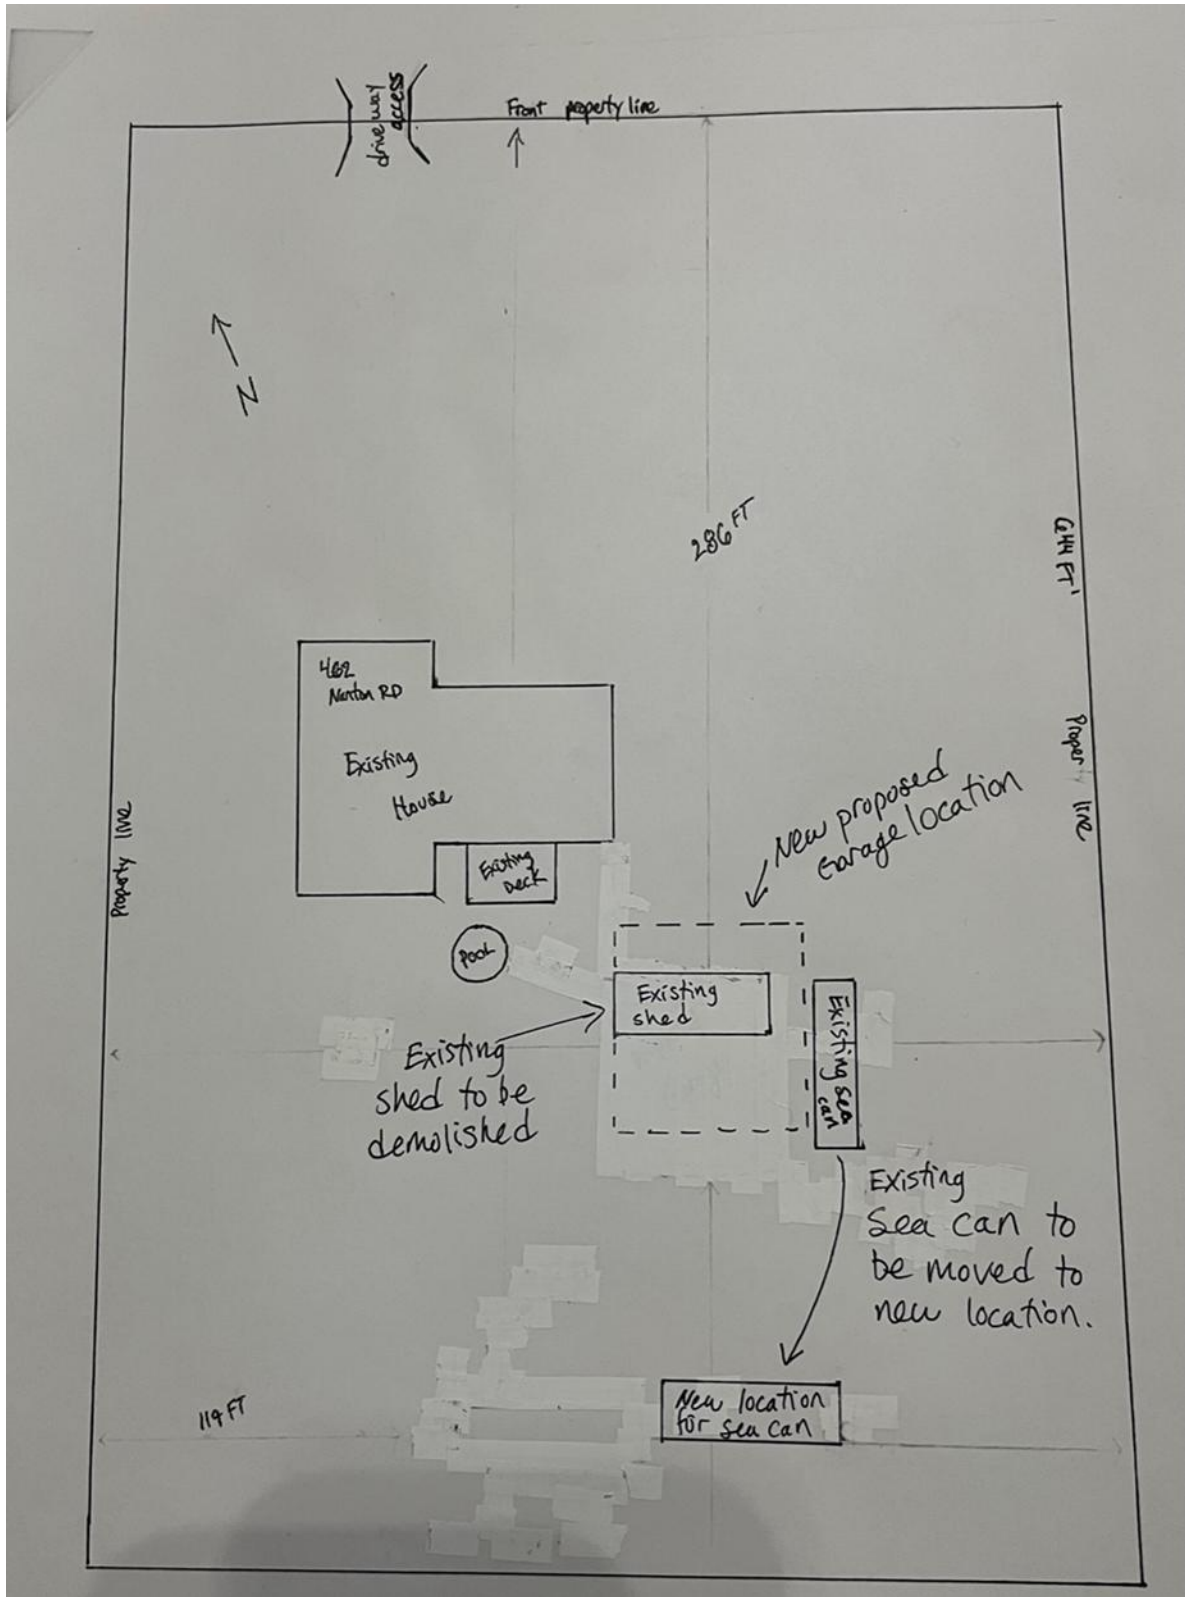 driveway
access
Front property line
N
286 FT
644 FT'
462
Nanton RD
Existing
House
Property line
Proper y line
New proposed
Garage location
Existing
Deck
Pool
Existing
shed
Existing sea
can
Existing
shed to be
demolished
Existing
sea can to
be moved to
new location.
New location
for sea can
119 FT